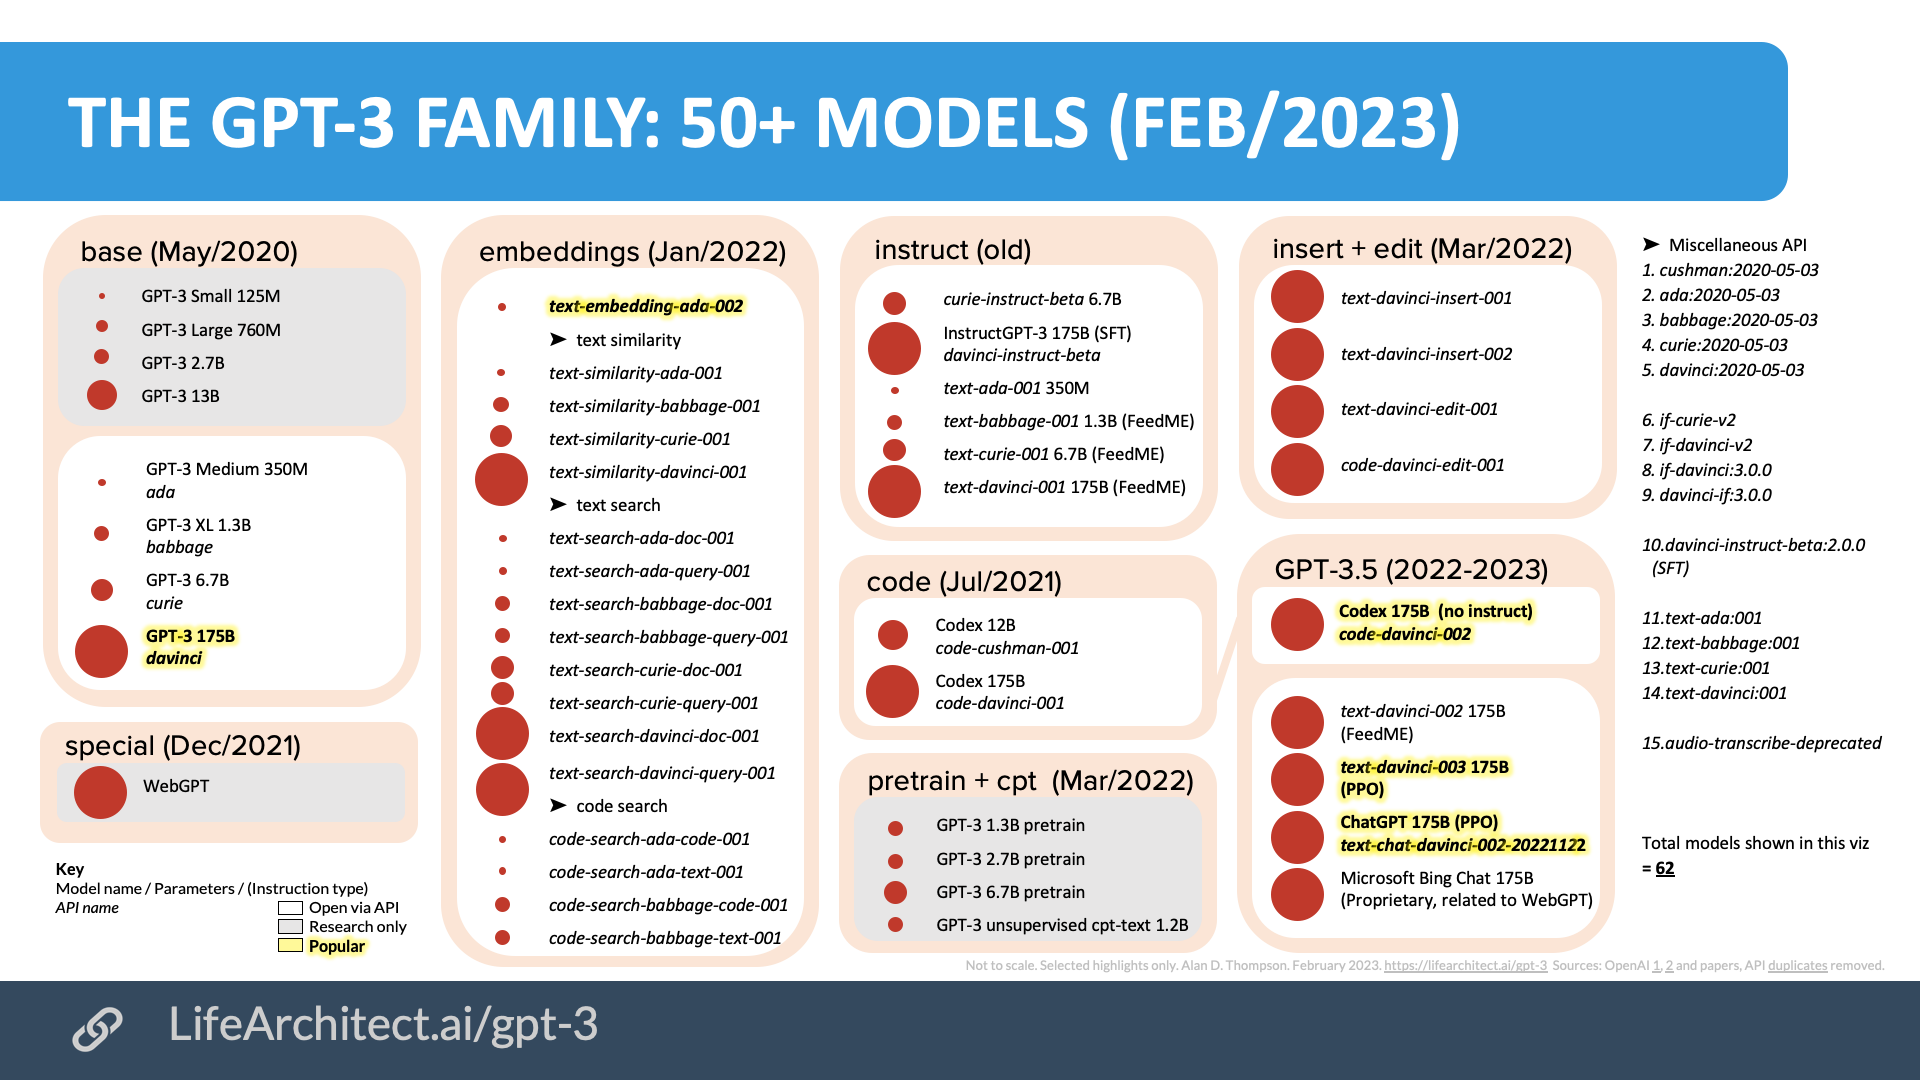 THE GPT-3 FAMILY: 50+ MODELS (FEB/2023)
base (May/2020)
GPT-3 Small 125M
GPT-3 Large 760M
GPT-3 2.7B
GPT-3 13B
GPT-3 Medium 350M
ada
GPT-3 XL 1.3B
babbage
GPT-3 6.7B
curie
GPT-3 175B
davinci
special (Dec/2021)
WebGPT
Key
Model name / Parameters / (Instruction type)
API name
Open via API
Research only
Popular
embeddings (Jan/2022)
text-embedding-ada-002
➤ text similarity
text-similarity-ada-001
text-similarity-babbage-001
text-similarity-curie-001
text-similarity-davinci-001
➤ text search
text-search-ada-doc-001
text-search-ada-query-001
text-search-babbage-doc-001
text-search-babbage-query-001
text-search-curie-doc-001
text-search-curie-query-001
text-search-davinci-doc-001
text-search-davinci-query-001
➤ code search
code-search-ada-code-001
code-search-ada-text-001
code-search-babbage-code-001
code-search-babbage-text-001
instruct (old)
curie-instruct-beta 6.7B
InstructGPT-3 175B (SFT)
davinci-instruct-beta
text-ada-001 350M
text-babbage-001 1.3B (FeedME)
text-curie-001 6.7B (FeedME)
text-davinci-001 175B (FeedME)
code (Jul/2021)
Codex 12B
code-cushman-001
Codex 175B
code-davinci-001
pretrain + cpt (Mar/2022)
GPT-3 1.3B pretrain
GPT-3 2.7B pretrain
GPT-3 6.7B pretrain
GPT-3 unsupervised cpt-text 1.2B
insert + edit (Mar/2022)
text-davinci-insert-001
text-davinci-insert-002
text-davinci-edit-001
code-davinci-edit-001
GPT-3.5 (2022-2023)
Codex 175B (no instruct)
code-davinci-002
text-davinci-002 175B
(FeedME)
text-davinci-003 175B
(PPO)
ChatGPT 175B (PPO)
text-chat-davinci-002-20221122
Microsoft Bing Chat 175B
(Proprietary, related to WebGPT)
➤ Miscellaneous API
1. cushman:2020-05-03
2. ada:2020-05-03
3. babbage:2020-05-03
4. curie:2020-05-03
5. davinci:2020-05-03
6. if-curie-v2
7. if-davinci-v2
8. if-davinci:3.0.0
9. davinci-if:3.0.0
10.davinci-instruct-beta:2.0.0
(SFT)
11.text-ada:001
12.text-babbage:001
13.text-curie:001
14.text-davinci:001
15.audio-transcribe-deprecated
Total models shown in this viz
= 62
Not to scale. Selected highlights only. Alan D. Thompson. February 2023. https://lifearchitect.ai/gpt-3 Sources: OpenAI 1, 2 and papers, API duplicates removed.
LifeArchitect.ai/gpt-3